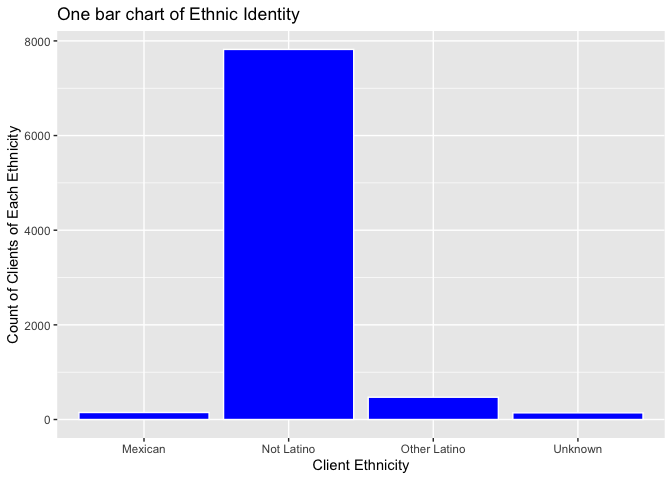 One bar chart of Ethnic Identity
Count of Clients of Each Ethnicity
8000
6000
4000
2000
0
Mexican
Not Latino
Other Latino
Unknown
Client Ethnicity